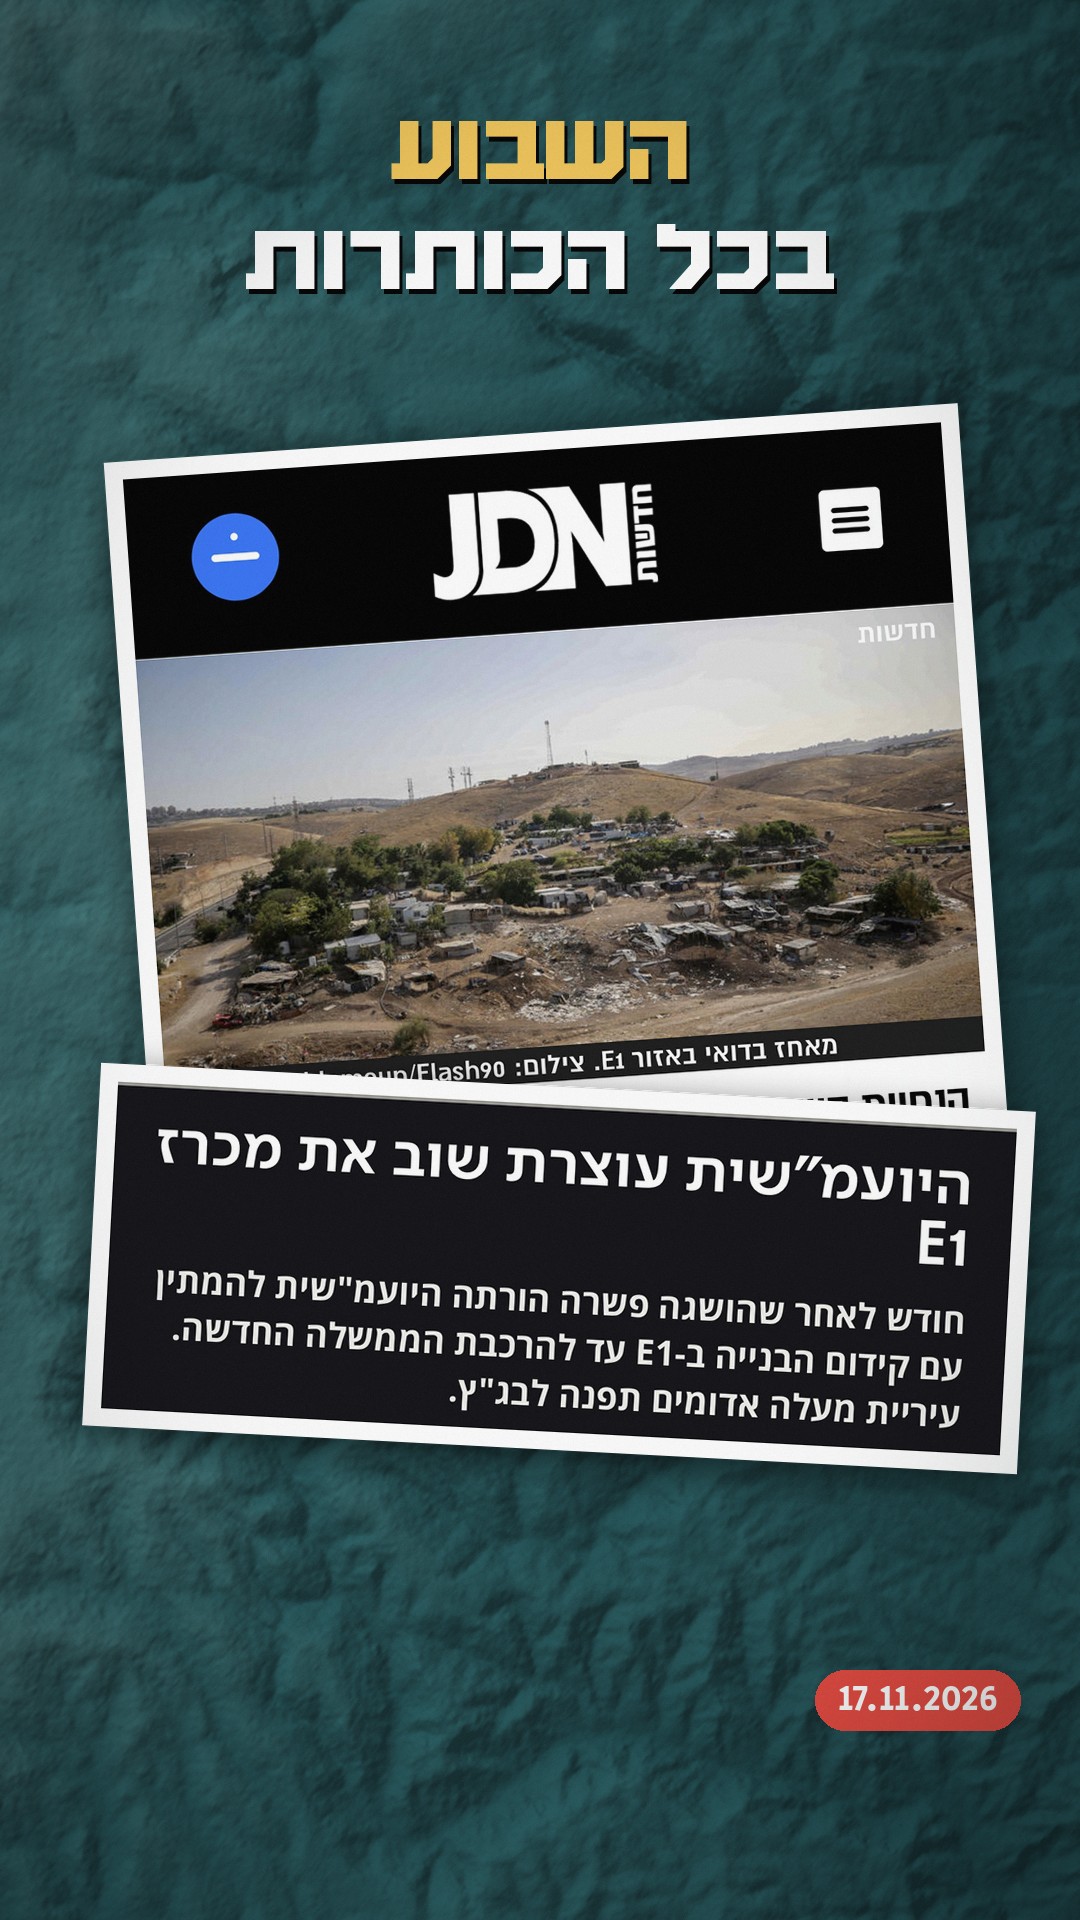 השבוע
בכל הכותרות
JDN חדשות
חדשות
מאחז בדואי באזור E1. צילום: Flash90
היועמ״שית עוצרת שוב את מכרז
E1
חודש לאחר שהושגה פשרה הורתה היועמ"שית להמתין
עם קידום הבנייה ב-E1 עד להרכבת הממשלה החדשה.
עיריית מעלה אדומים תפנה לבג"ץ.
17.11.2026